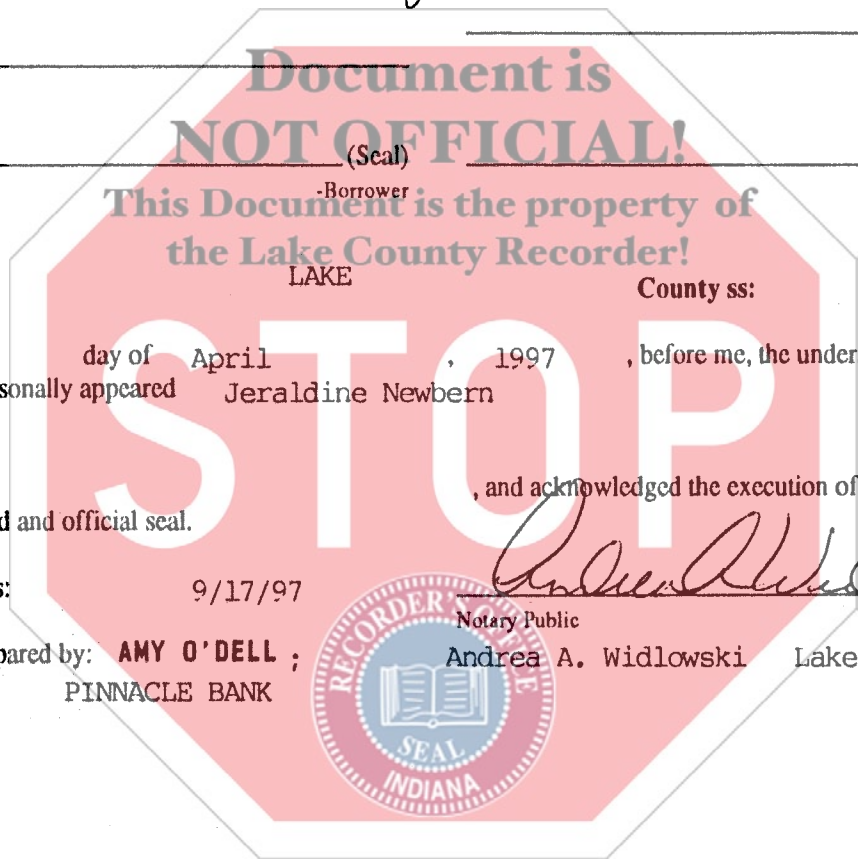 Document is
NOT OFFICIAL!
(Seal)
-Borrower
This Document is the property of
the Lake County Recorder!
LAKE
County ss:
STOP
day of April , 1997 , before me, the under
sonally appeared Jeraldine Newbern
, and acknowledged the execution of
d and official seal.
s: 9/17/97
Notary Public
pared by: AMY O'DELL ; Andrea A. Widlowski Lake
PINNACLE BANK
RECORDER'S OFFICE
SEAL
INDIANA